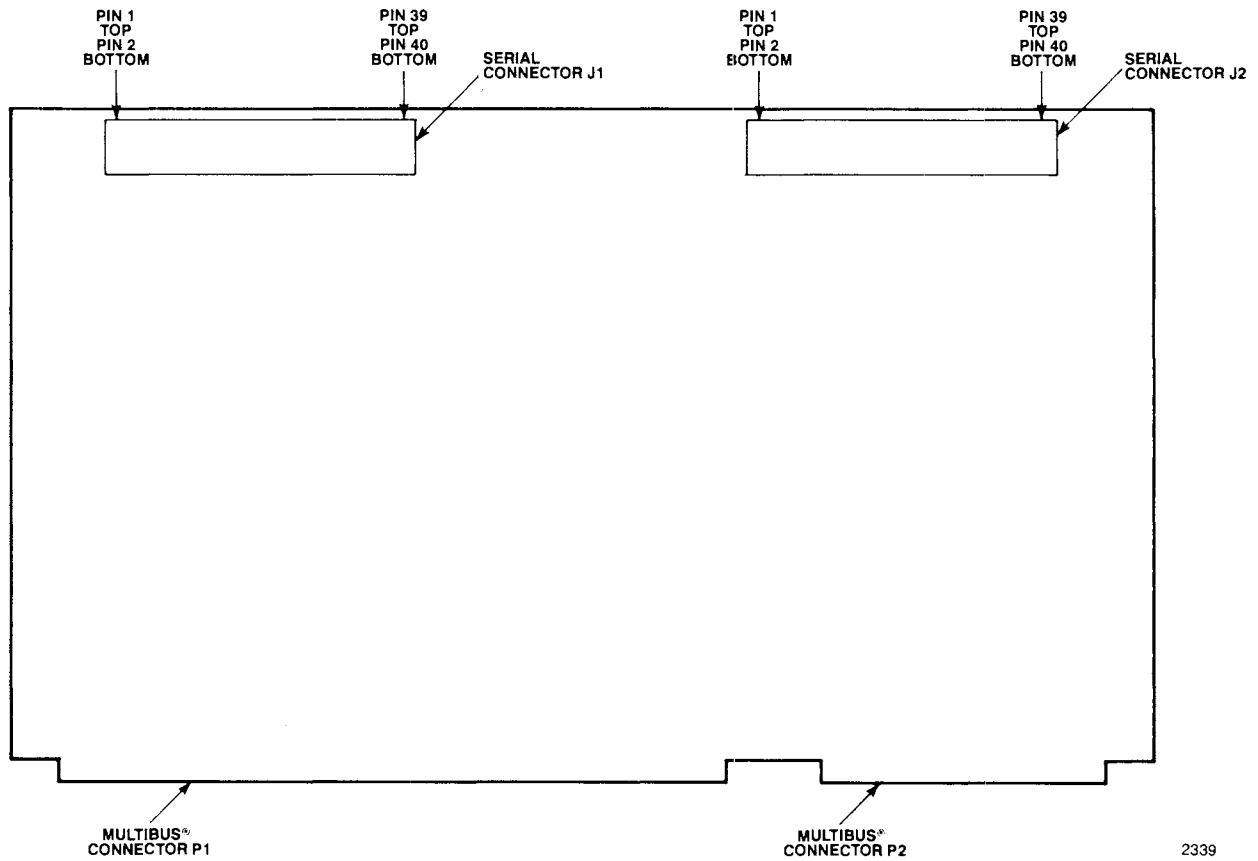 PIN 1
TOP
PIN 2
BOTTOM
PIN 39
TOP
PIN 40
BOTTOM
SERIAL
CONNECTOR J1
PIN 1
TOP
PIN 2
BOTTOM
PIN 39
TOP
PIN 40
BOTTOM
SERIAL
CONNECTOR J2
MULTIBUS®
CONNECTOR P1
MULTIBUS®
CONNECTOR P2
2339